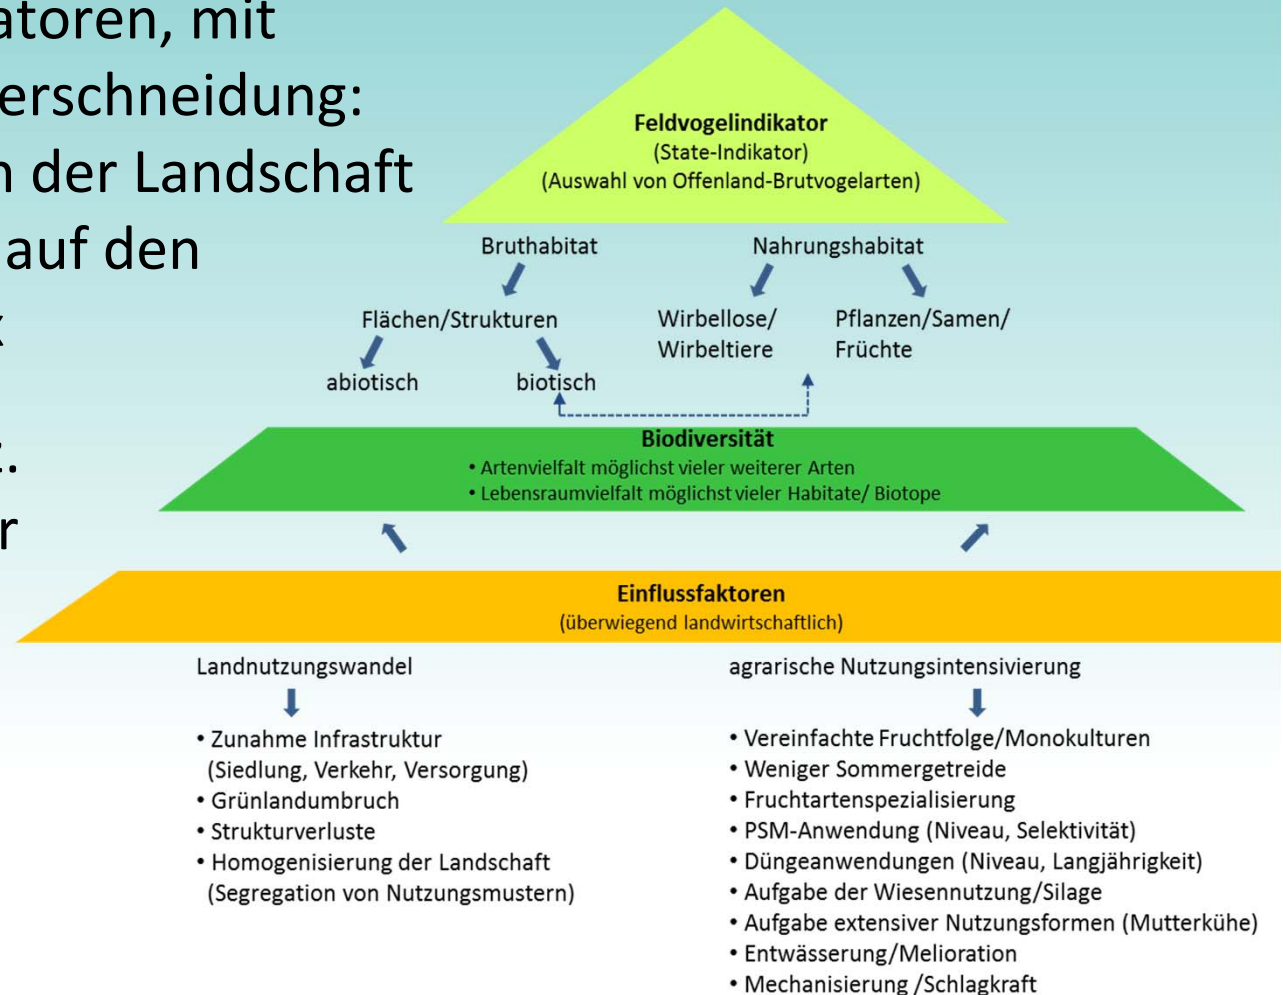 atoren, mit
erschneidung:
n der Landschaft
auf den
z.
r
Feldvogelindikator
(State-Indikator)
(Auswahl von Offenland-Brutvogelarten)
Bruthabitat
Nahrungshabitat
Flächen/Strukturen
Wirbellose/
Wirbeltiere
Pflanzen/Samen/
Früchte
abiotisch
biotisch
Biodiversität
• Artenvielfalt möglichst vieler weiterer Arten
• Lebensraumvielfalt möglichst vieler Habitate/ Biotope
Einflussfaktoren
(überwiegend landwirtschaftlich)
Landnutzungswandel
• Zunahme Infrastruktur
(Siedlung, Verkehr, Versorgung)
• Grünlandumbruch
• Strukturverluste
• Homogenisierung der Landschaft
(Segregation von Nutzungsmustern)
agrarische Nutzungsintensivierung
• Vereinfachte Fruchtfolge/Monokulturen
• Weniger Sommergetreide
• Fruchtartenspezialisierung
• PSM-Anwendung (Niveau, Selektivität)
• Düngeanwendungen (Niveau, Langjährigkeit)
• Aufgabe der Wiesennutzung/Silage
• Aufgabe extensiver Nutzungsformen (Mutterkühe)
• Entwässerung/Melioration
• Mechanisierung /Schlagkraft